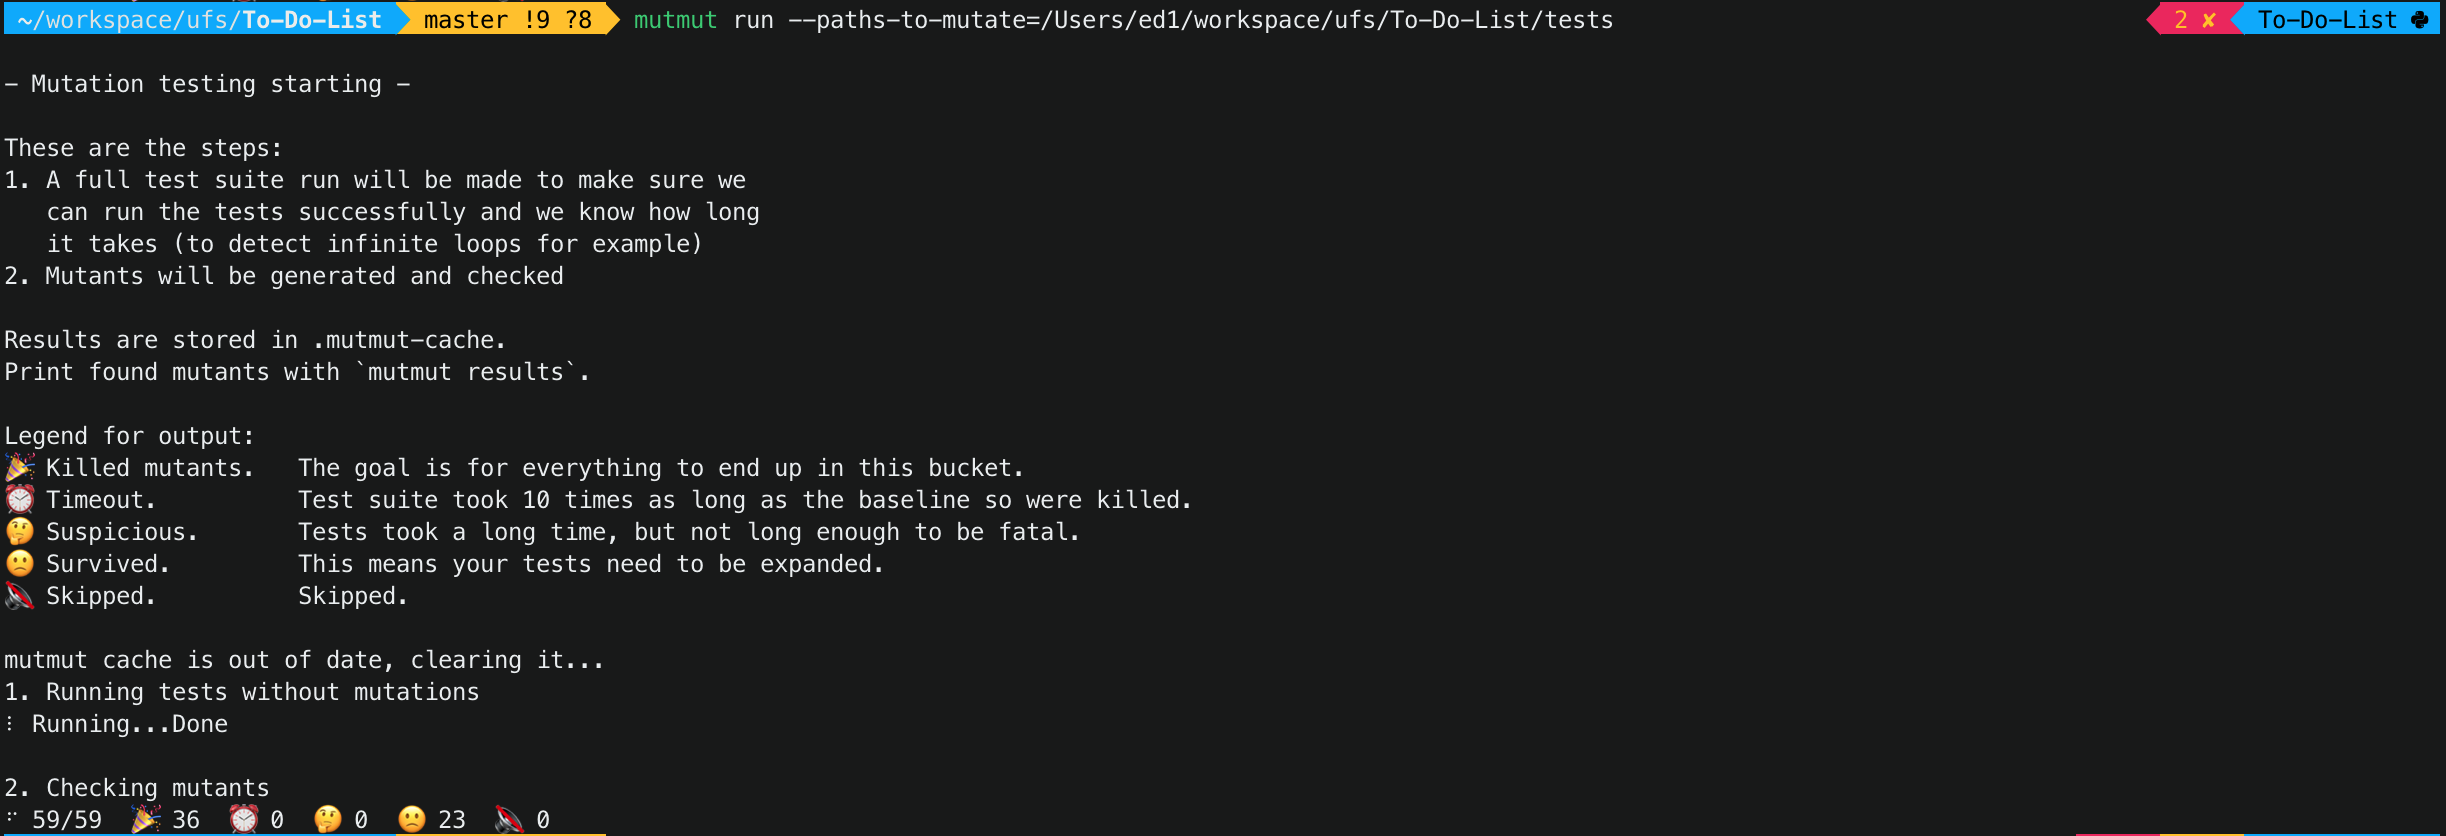 ~/workspace/ufs/To-Do-List master !9 ?8 mutmut run --paths-to-mutate=/Users/ed1/workspace/ufs/To-Do-List/tests 2 ✘ To-Do-List
- Mutation testing starting -
These are the steps:
1. A full test suite run will be made to make sure we
can run the tests successfully and we know how long
it takes (to detect infinite loops for example)
2. Mutants will be generated and checked
Results are stored in .mutmut-cache.
Print found mutants with `mutmut results`.
Legend for output:
🎉 Killed mutants. The goal is for everything to end up in this bucket.
⏰ Timeout. Test suite took 10 times as long as the baseline so were killed.
🤔 Suspicious. Tests took a long time, but not long enough to be fatal.
🙁 Survived. This means your tests need to be expanded.
🔇 Skipped. Skipped.
mutmut cache is out of date, clearing it...
1. Running tests without mutations
⠇ Running...Done
2. Checking mutants
⠋ 59/59 🎉 36 ⏰ 0 🤔 0 🙁 23 🔇 0